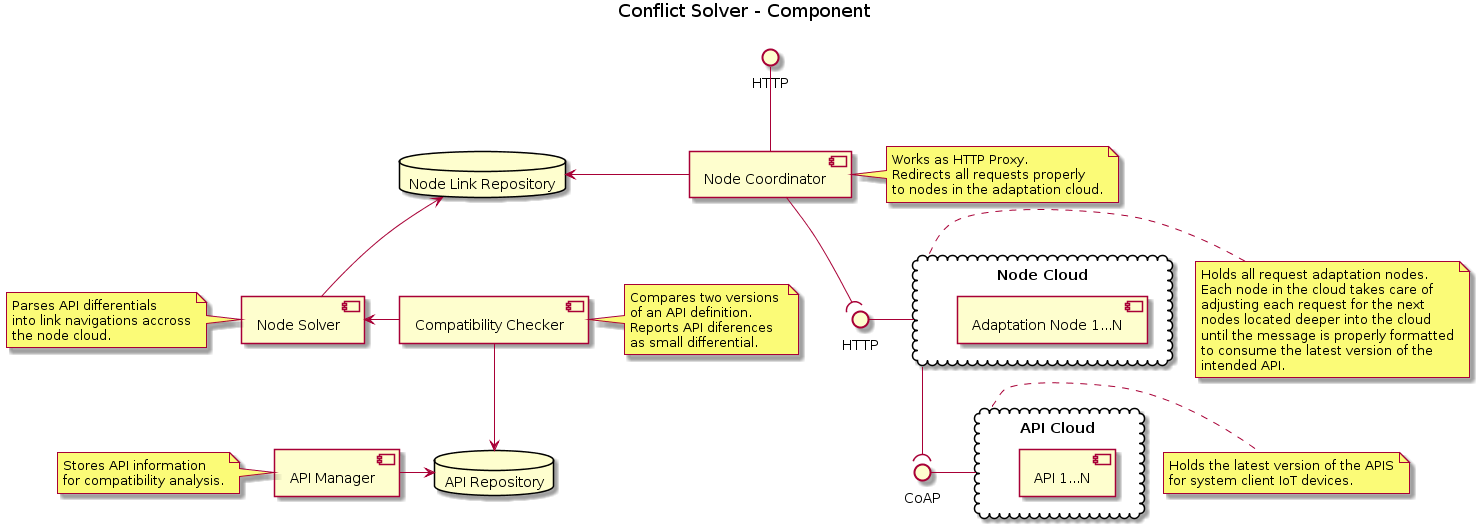 Conflict Solver - Component
HTTP
Node Link Repository
Node Coordinator
Works as HTTP Proxy.
Redirects all requests properly
to nodes in the adaptation cloud.
Parses API differentials
into link navigations accross
the node cloud.
Node Solver
Compatibility Checker
Compares two versions
of an API definition.
Reports API diferences
as small differential.
HTTP
Node Cloud
Adaptation Node 1...N
Holds all request adaptation nodes.
Each node in the cloud takes care of
adjusting each request for the next
nodes located deeper into the cloud
until the message is properly formatted
to consume the latest version of the
intended API.
Stores API information
for compatibility analysis.
API Manager
API Repository
CoAP
API Cloud
API 1...N
Holds the latest version of the APIS
for system client IoT devices.